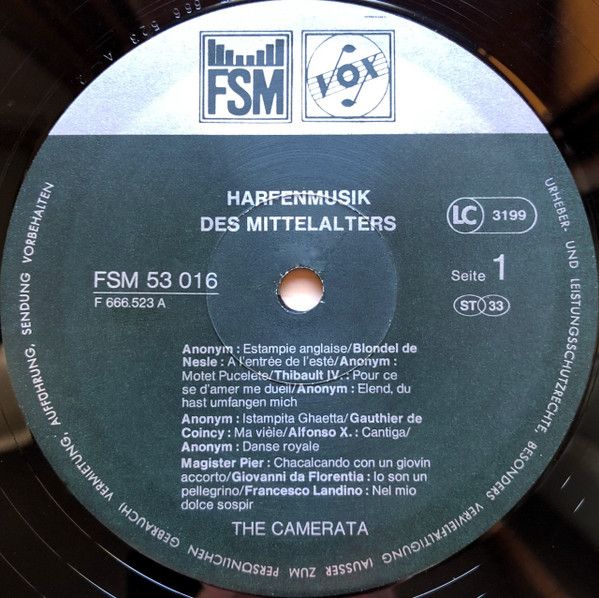 FSM
VOX
HARFENMUSIK
DES MITTELALTERS
LC 3199
FSM 53 016
F 666.523 A
Seite 1
ST 33
Anonym : Estampie anglaise/Blondel de
Nesle : A l'entrée de l'esté/Anonym :
Motet Pucelete/Thibault IV. : Pour ce
se d'amer me dueil/Anonym : Elend, du
hast umfangen mich
Anonym : Istampita Ghaetta/Gauthier de
Coincy : Ma vièle/Alfonso X. : Cantiga/
Anonym : Danse royale
Magister Pier : Chacalcando con un giovin
accorto/Giovanni da Florentia : Io son un
pellegrino/Francesco Landino : Nel mio
dolce sospir
THE CAMERATA
URHEBER- UND LEISTUNGSSCHUTZRECHTE, BESONDERS VERVIELFÄLTIGUNG (AUSSER ZUM PERSÖNLICHEN GEBRAUCH) VERMIETUNG, AUFFÜHRUNG, SENDUNG VORBEHALTEN